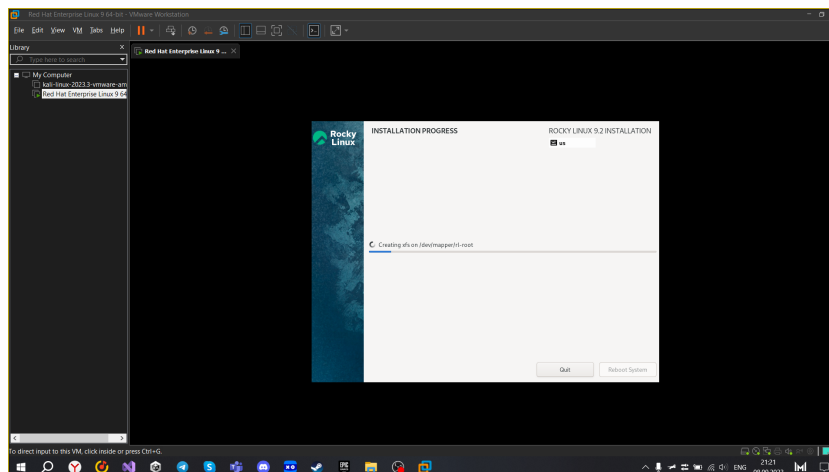 Red Hat Enterprise Linux 9 64-bit - VMware Workstation
File Edit View VM Tabs Help
Library
Type here to search
My Computer
kali-linux-2023.3-vmware-am
Red Hat Enterprise Linux 9 64
Red Hat Enterprise Linux 9 ...
Rocky
Linux
INSTALLATION PROGRESS
ROCKY LINUX 9.2 INSTALLATION
us
Creating xfs on /dev/mapper/rl-root
Quit
Reboot System
To direct input to this VM, click inside or press Ctrl+G.
ENG
21:21
09.09.2023